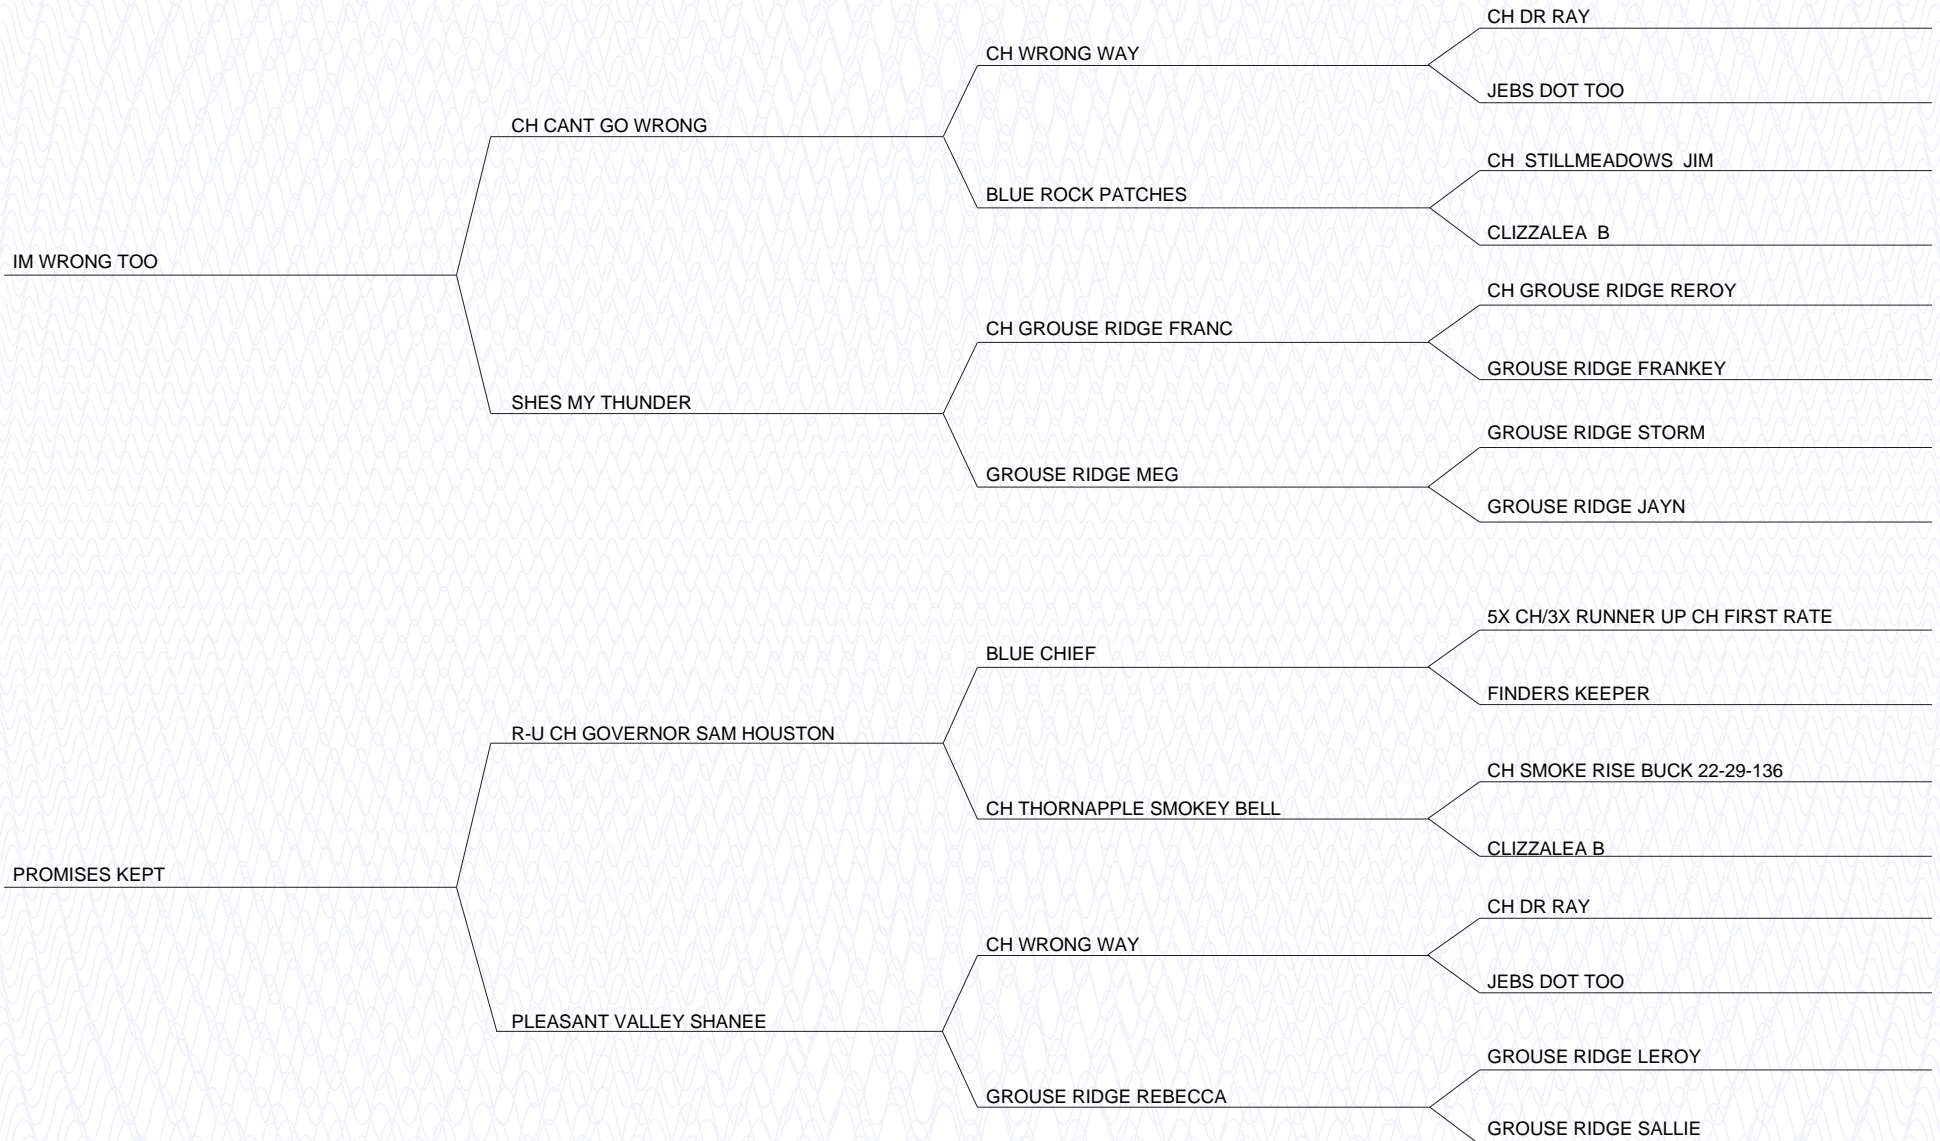 CH DR RAY
CH WRONG WAY
JEBS DOT TOO
CH CANT GO WRONG
CH  STILLMEADOWS  JIM
BLUE ROCK PATCHES
CLIZZALEA  B
IM WRONG TOO
CH GROUSE RIDGE REROY
CH GROUSE RIDGE FRANC
GROUSE RIDGE FRANKEY
SHES MY THUNDER
GROUSE RIDGE STORM
GROUSE RIDGE MEG
GROUSE RIDGE JAYN
5X CH/3X RUNNER UP CH FIRST RATE
BLUE CHIEF
FINDERS KEEPER
R-U CH GOVERNOR SAM HOUSTON
CH SMOKE RISE BUCK 22-29-136
CH THORNAPPLE SMOKEY BELL
CLIZZALEA B
PROMISES KEPT
CH DR RAY
CH WRONG WAY
JEBS DOT TOO
PLEASANT VALLEY SHANEE
GROUSE RIDGE LEROY
GROUSE RIDGE REBECCA
GROUSE RIDGE SALLIE